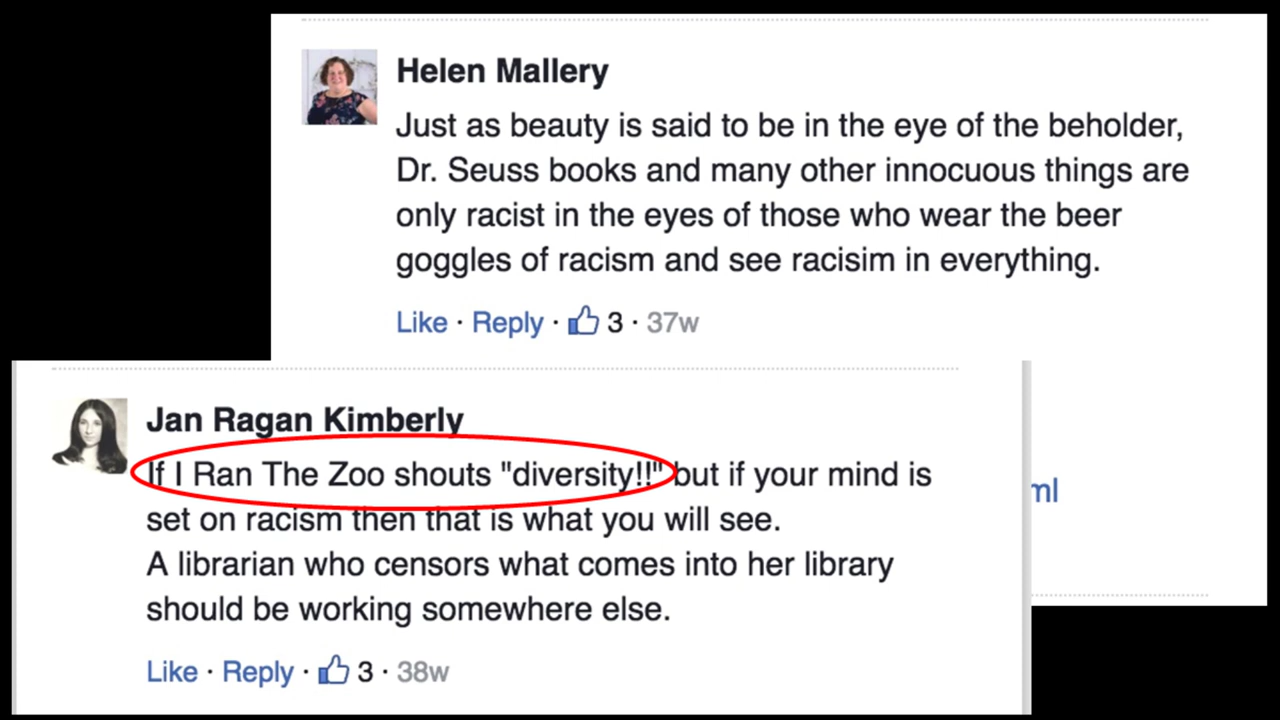 Helen Mallery
Just as beauty is said to be in the eye of the beholder,
Dr. Seuss books and many other innocuous things are
only racist in the eyes of those who wear the beer
goggles of racism and see racisim in everything.
Like · Reply · 3 · 37w
Jan Ragan Kimberly
If I Ran The Zoo shouts "diversity!!" but if your mind is
set on racism then that is what you will see.
A librarian who censors what comes into her library
should be working somewhere else.
Like · Reply · 3 · 38w
ml